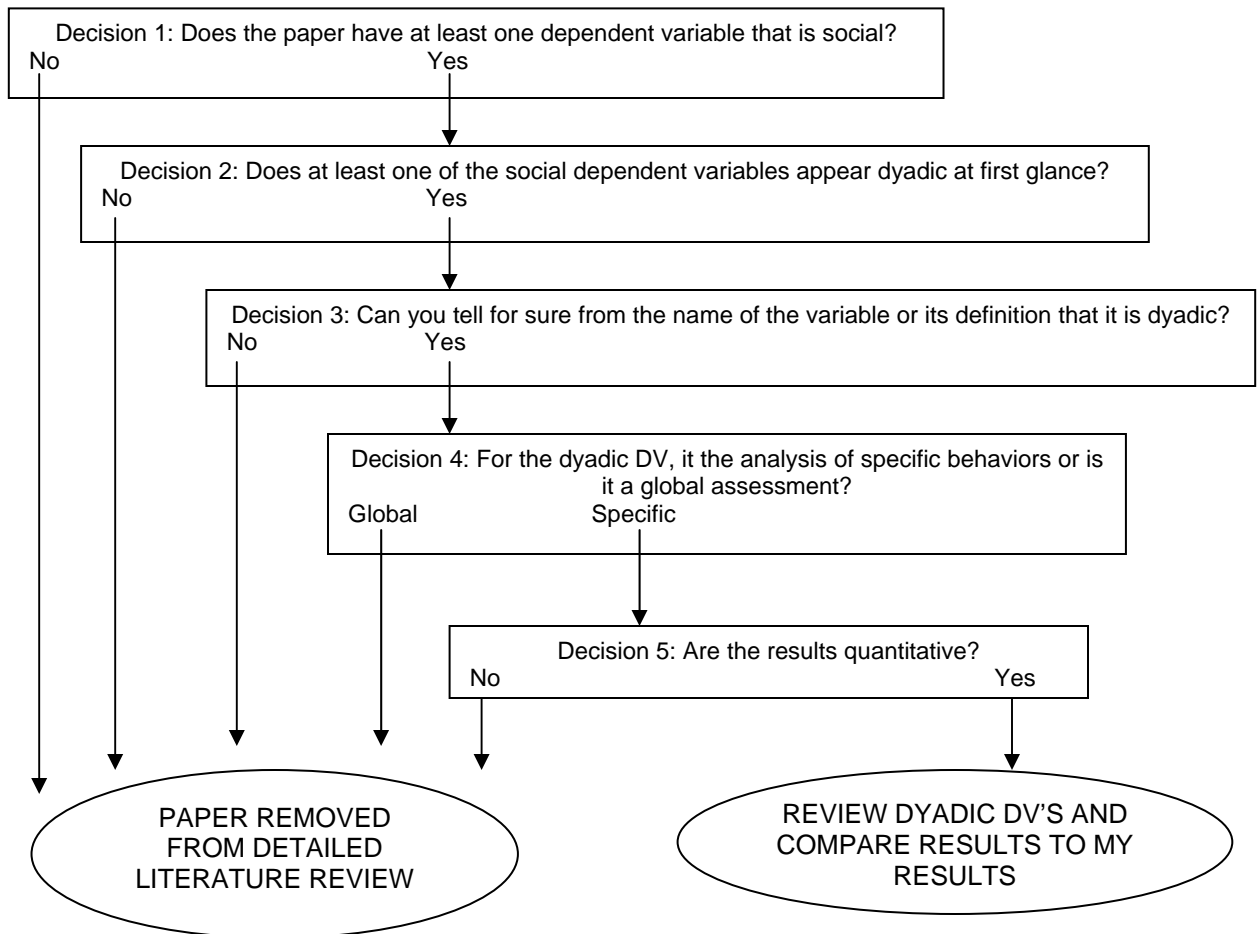 Decision 1: Does the paper have at least one dependent variable that is social?
No Yes
Decision 2: Does at least one of the social dependent variables appear dyadic at first glance?
No Yes
Decision 3: Can you tell for sure from the name of the variable or its definition that it is dyadic?
No Yes
Decision 4: For the dyadic DV, it the analysis of specific behaviors or is
it a global assessment?
Global Specific
Decision 5: Are the results quantitative?
No Yes
PAPER REMOVED
FROM DETAILED
LITERATURE REVIEW
REVIEW DYADIC DV'S AND
COMPARE RESULTS TO MY
RESULTS